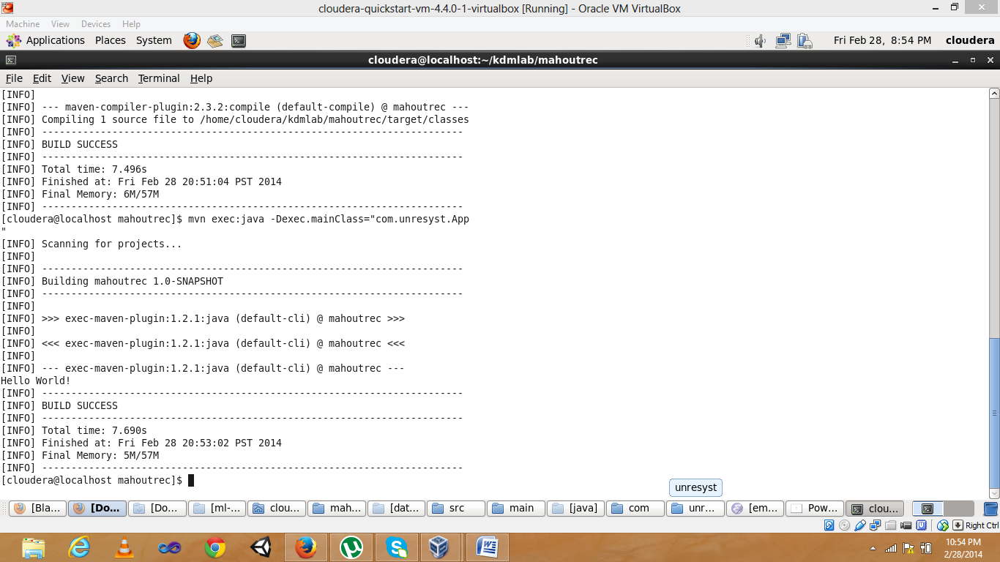 cloudera-quickstart-vm-4.4.0-1-virtualbox [Running] - Oracle VM VirtualBox
Machine View Devices Help
Applications Places System Fri Feb 28, 8:54 PM cloudera
cloudera@localhost:~/kdmlab/mahoutrec
File Edit View Search Terminal Help
[INFO]
[INFO] --- maven-compiler-plugin:2.3.2:compile (default-compile) @ mahoutrec ---
[INFO] Compiling 1 source file to /home/cloudera/kdmlab/mahoutrec/target/classes
[INFO] ------------------------------------------------------------------------
[INFO] BUILD SUCCESS
[INFO] ------------------------------------------------------------------------
[INFO] Total time: 7.496s
[INFO] Finished at: Fri Feb 28 20:51:04 PST 2014
[INFO] Final Memory: 6M/57M
[INFO] ------------------------------------------------------------------------
[cloudera@localhost mahoutrec]$ mvn exec:java -Dexec.mainClass="com.unresyst.App
"
[INFO] Scanning for projects...
[INFO]
[INFO] ------------------------------------------------------------------------
[INFO] Building mahoutrec 1.0-SNAPSHOT
[INFO] ------------------------------------------------------------------------
[INFO]
[INFO] >>> exec-maven-plugin:1.2.1:java (default-cli) @ mahoutrec >>>
[INFO]
[INFO] <<< exec-maven-plugin:1.2.1:java (default-cli) @ mahoutrec <<<
[INFO]
[INFO] --- exec-maven-plugin:1.2.1:java (default-cli) @ mahoutrec ---
Hello World!
[INFO] ------------------------------------------------------------------------
[INFO] BUILD SUCCESS
[INFO] ------------------------------------------------------------------------
[INFO] Total time: 7.690s
[INFO] Finished at: Fri Feb 28 20:53:02 PST 2014
[INFO] Final Memory: 5M/57M
[INFO] ------------------------------------------------------------------------
[cloudera@localhost mahoutrec]$
unresyst
[Bla... [Do... [Do... [ml-... clou... mah... [dat... src main [java] com unr... [em... Pow... clou...
Right Ctrl
10:54 PM
2/28/2014